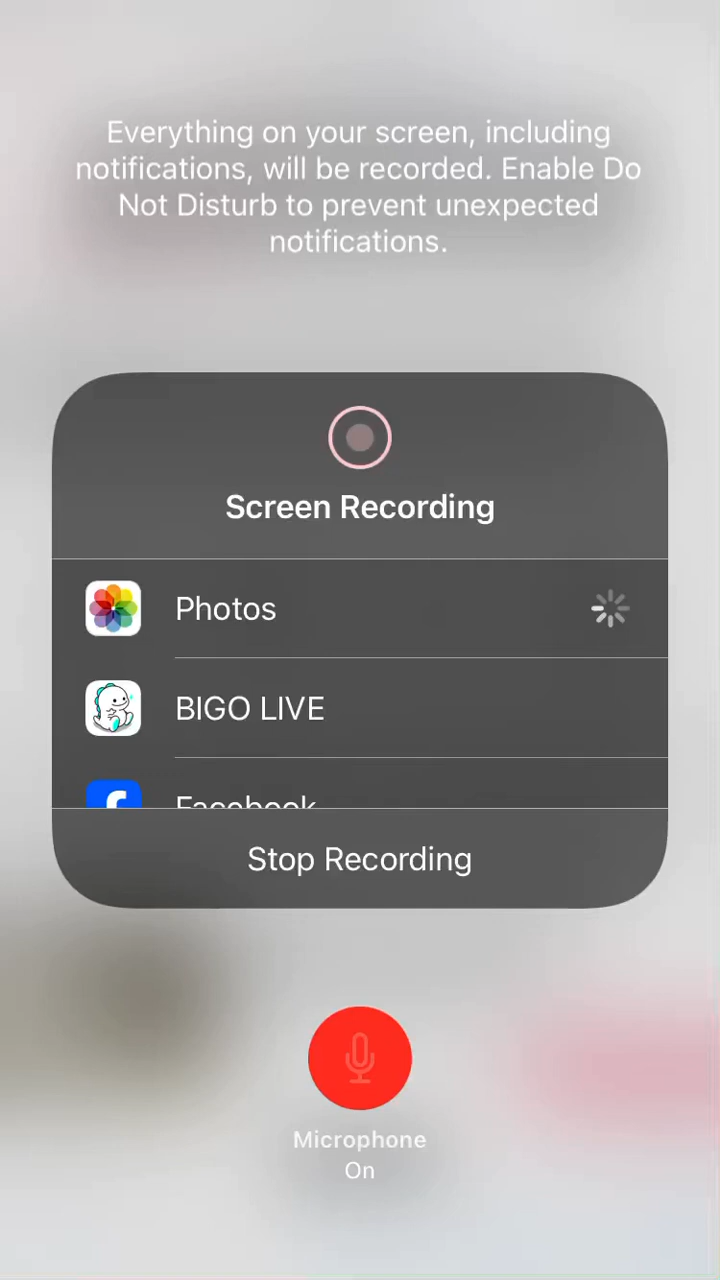 Everything on your screen, including
notifications, will be recorded. Enable Do
Not Disturb to prevent unexpected
notifications.
Screen Recording
Photos
BIGO LIVE
Facebook
Stop Recording
Microphone
On